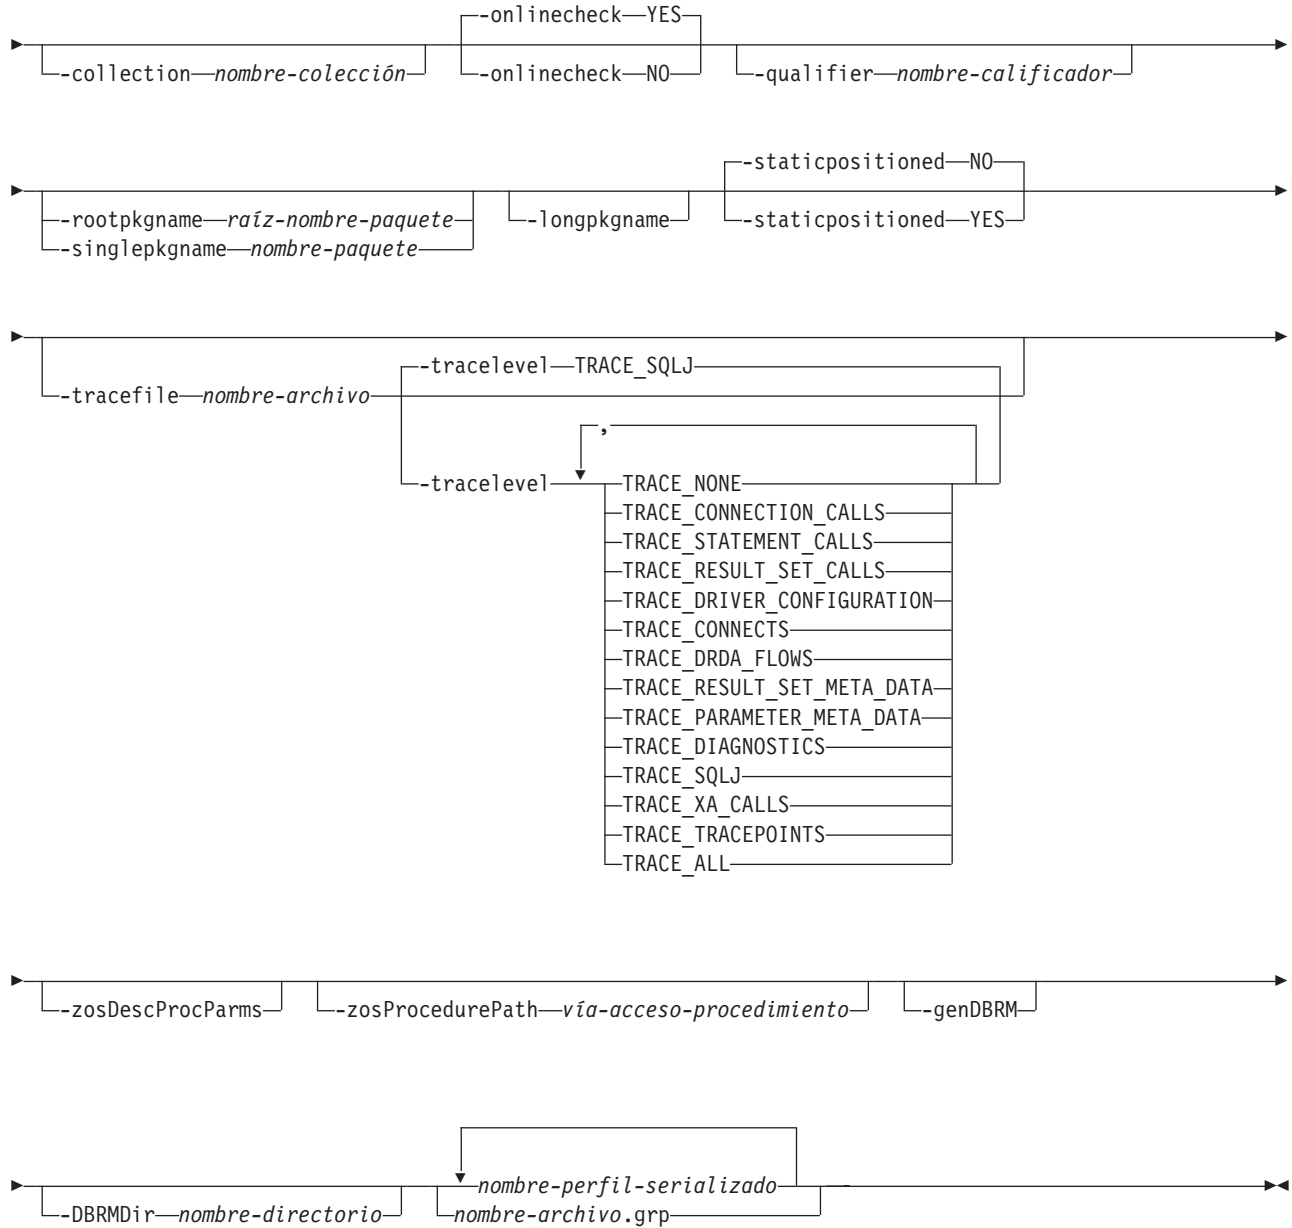 -onlinecheck YES
-collection nombre-colección -onlinecheck NO -qualifier nombre-calificador
-staticpositioned NO
-rootpkgname raíz-nombre-paquete -longpkgname -staticpositioned YES
-singlepkgname nombre-paquete
-tracelevel TRACE_SQLJ
-tracefile nombre-archivo
,
-tracelevel TRACE_NONE
TRACE_CONNECTION_CALLS
TRACE_STATEMENT_CALLS
TRACE_RESULT_SET_CALLS
TRACE_DRIVER_CONFIGURATION
TRACE_CONNECTS
TRACE_DRDA_FLOWS
TRACE_RESULT_SET_META_DATA
TRACE_PARAMETER_META_DATA
TRACE_DIAGNOSTICS
TRACE_SQLJ
TRACE_XA_CALLS
TRACE_TRACEPOINTS
TRACE_ALL
-zosDescProcParms -zosProcedurePath vía-acceso-procedimiento -genDBRM
nombre-perfil-serializado
-DBRMDir nombre-directorio nombre-archivo.grp